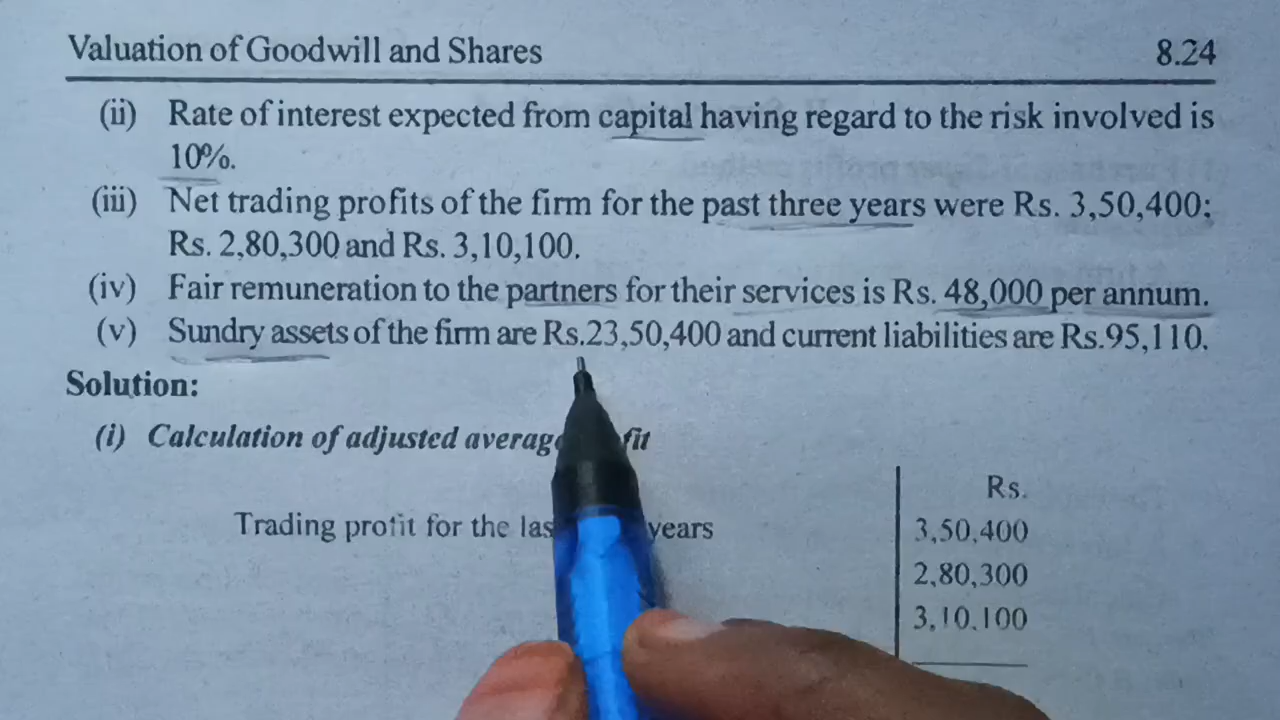 Valuation of Goodwill and Shares 8.24
(ii) Rate of interest expected from capital having regard to the risk involved is
10%.
(iii) Net trading profits of the firm for the past three years were Rs. 3,50,400;
Rs. 2,80,300 and Rs. 3,10,100.
(iv) Fair remuneration to the partners for their services is Rs. 48,000 per annum.
(v) Sundry assets of the firm are Rs.23,50,400 and current liabilities are Rs.95,110.
Solution:
(i) Calculation of adjusted
Rs.
Trading profit for the years 3,50,400
2,80,300
3,10,100